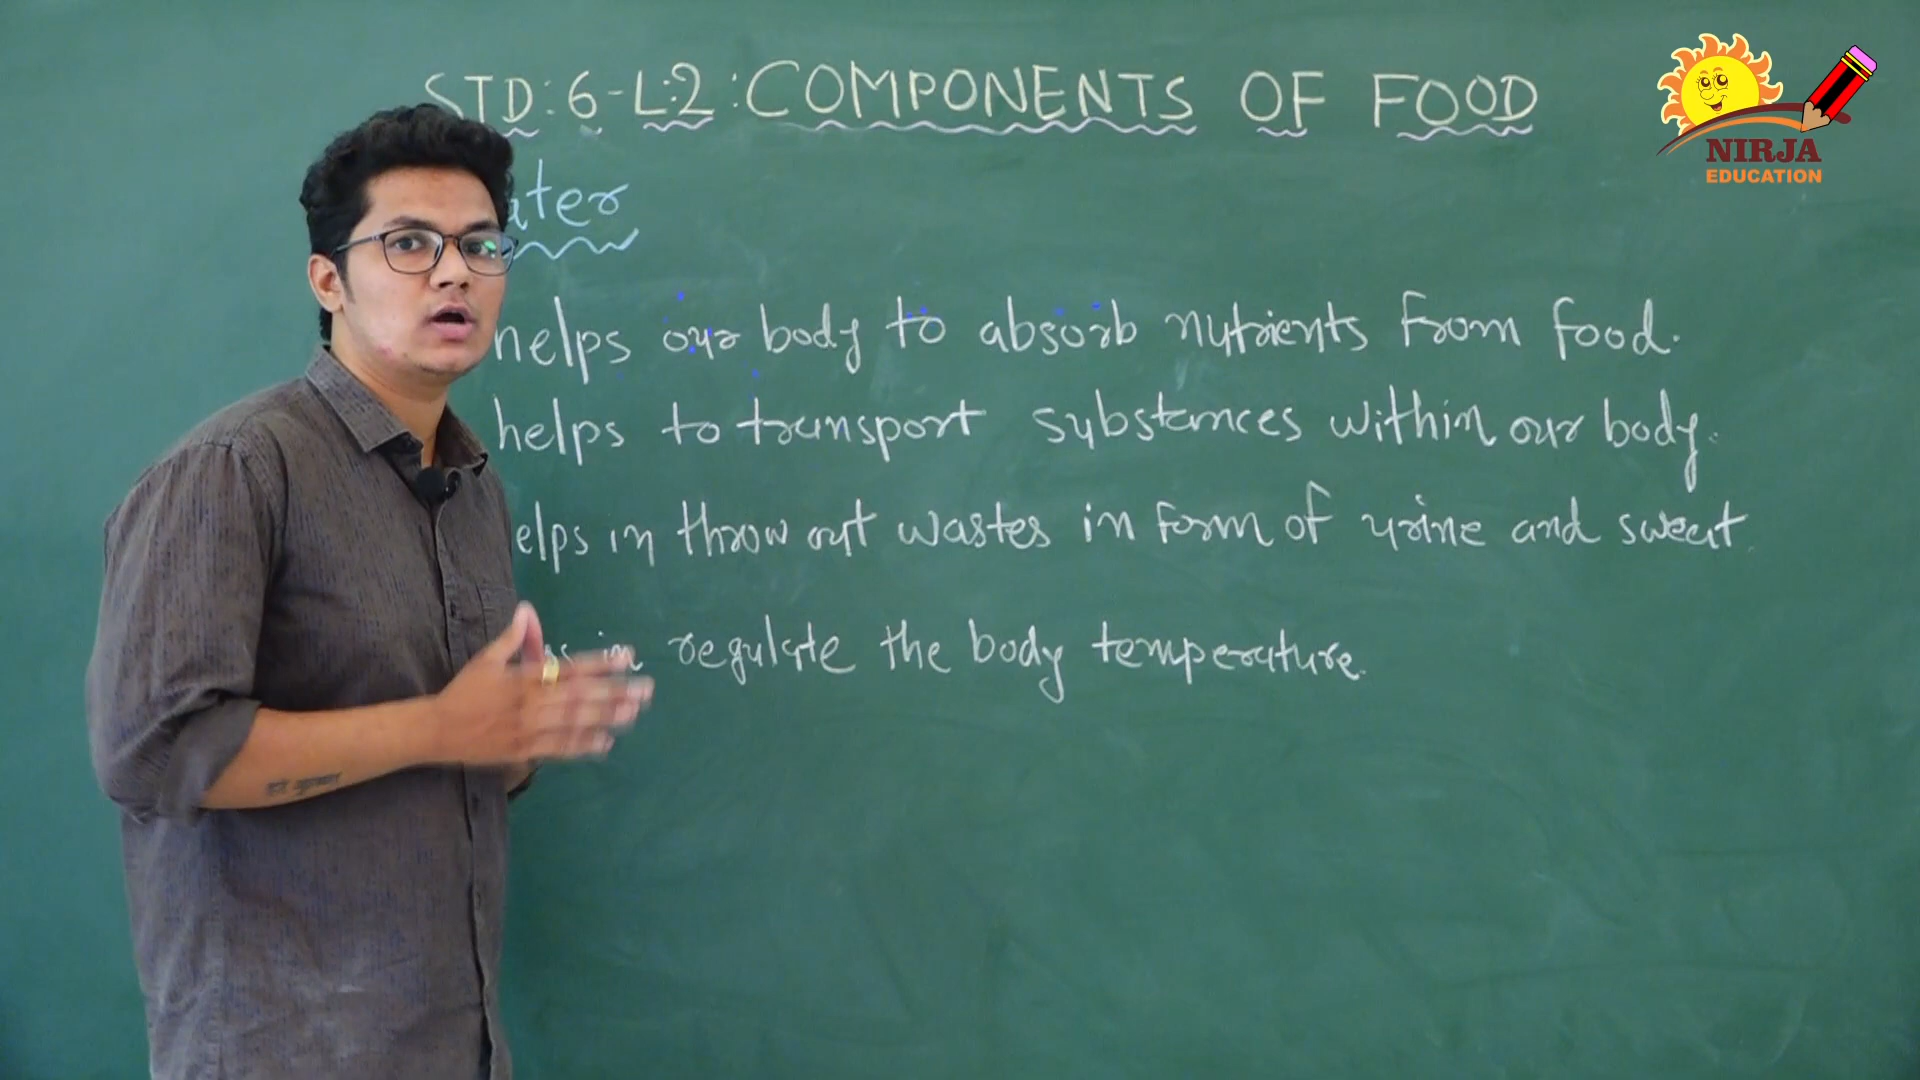 STD: 6 - L:2 : COMPONENTS OF FOOD
ater
helps our body to absorb nutrients from food.
helps to transport substances within our body.
elps in throw out wastes in form of urine and sweat.
in regulate the body temperature.
NIRJA
EDUCATION